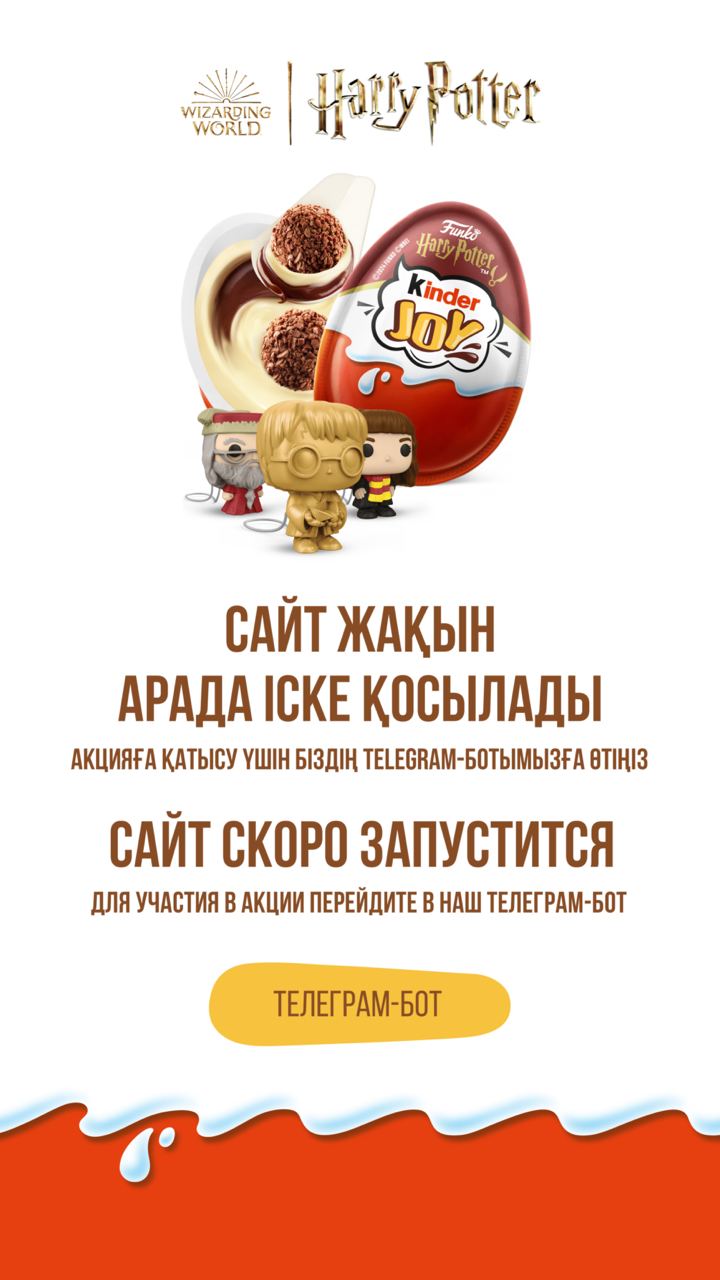 WIZARDING
WORLD
Harry Potter
Funko
Harry Potter
TM
Kinder
JOY
САЙТ ЖАҚЫН
АРАДА ІСКЕ ҚОСЫЛАДЫ
АКЦИЯҒА ҚАТЫСУ ҮШІН БІЗДІҢ TELEGRAM-БОТЫМЫЗҒА ӨТІҢІЗ
САЙТ СКОРО ЗАПУСТИТСЯ
ДЛЯ УЧАСТИЯ В АКЦИИ ПЕРЕЙДИТЕ В НАШ ТЕЛЕГРАМ-БОТ
ТЕЛЕГРАМ-БОТ